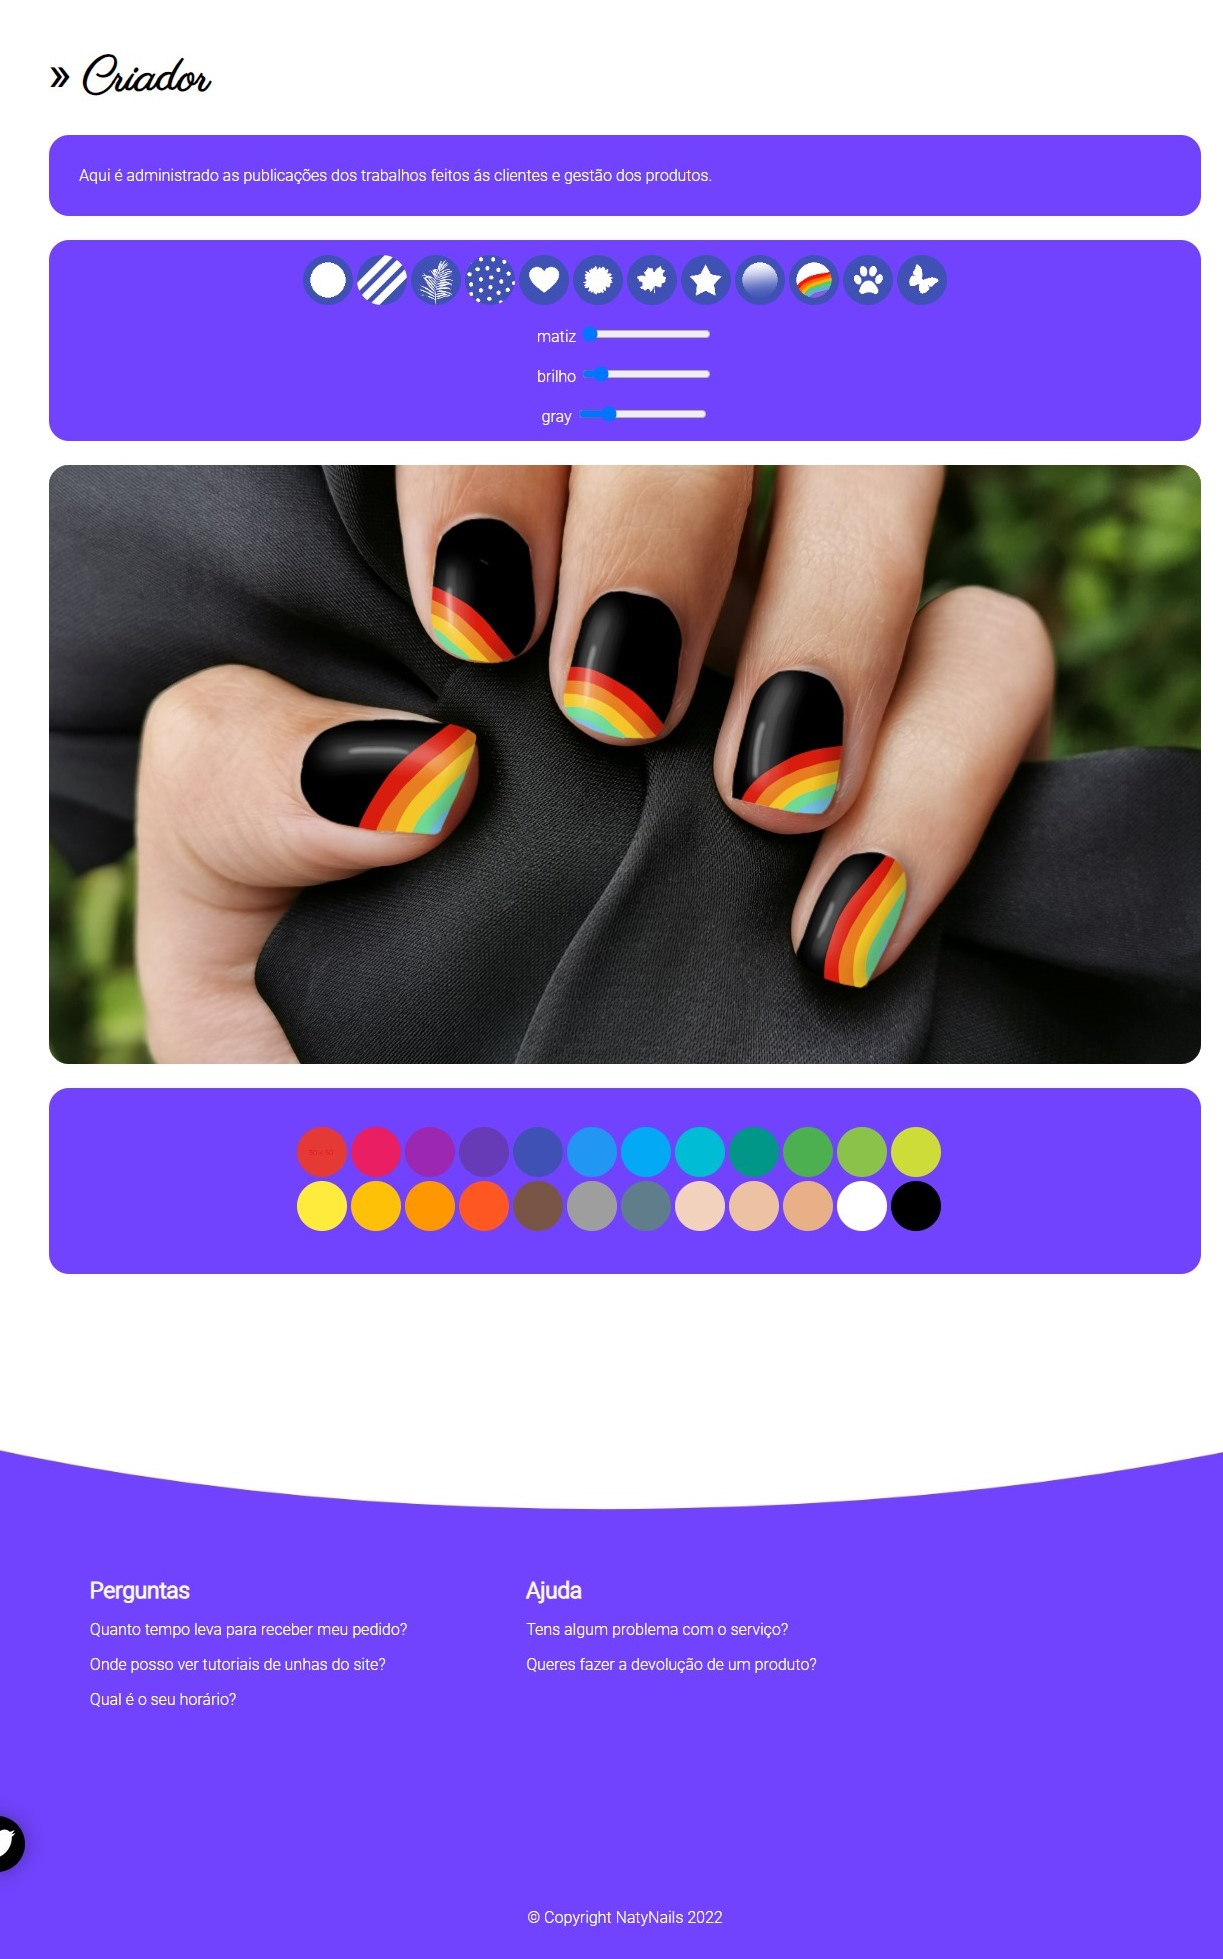 » Criador
Aqui é administrado as publicações dos trabalhos feitos ás clientes e gestão dos produtos.
matiz
brilho
gray
Perguntas
Quanto tempo leva para receber meu pedido?
Onde posso ver tutoriais de unhas do site?
Qual é o seu horário?
Ajuda
Tens algum problema com o serviço?
Queres fazer a devolução de um produto?
© Copyright NatyNails 2022